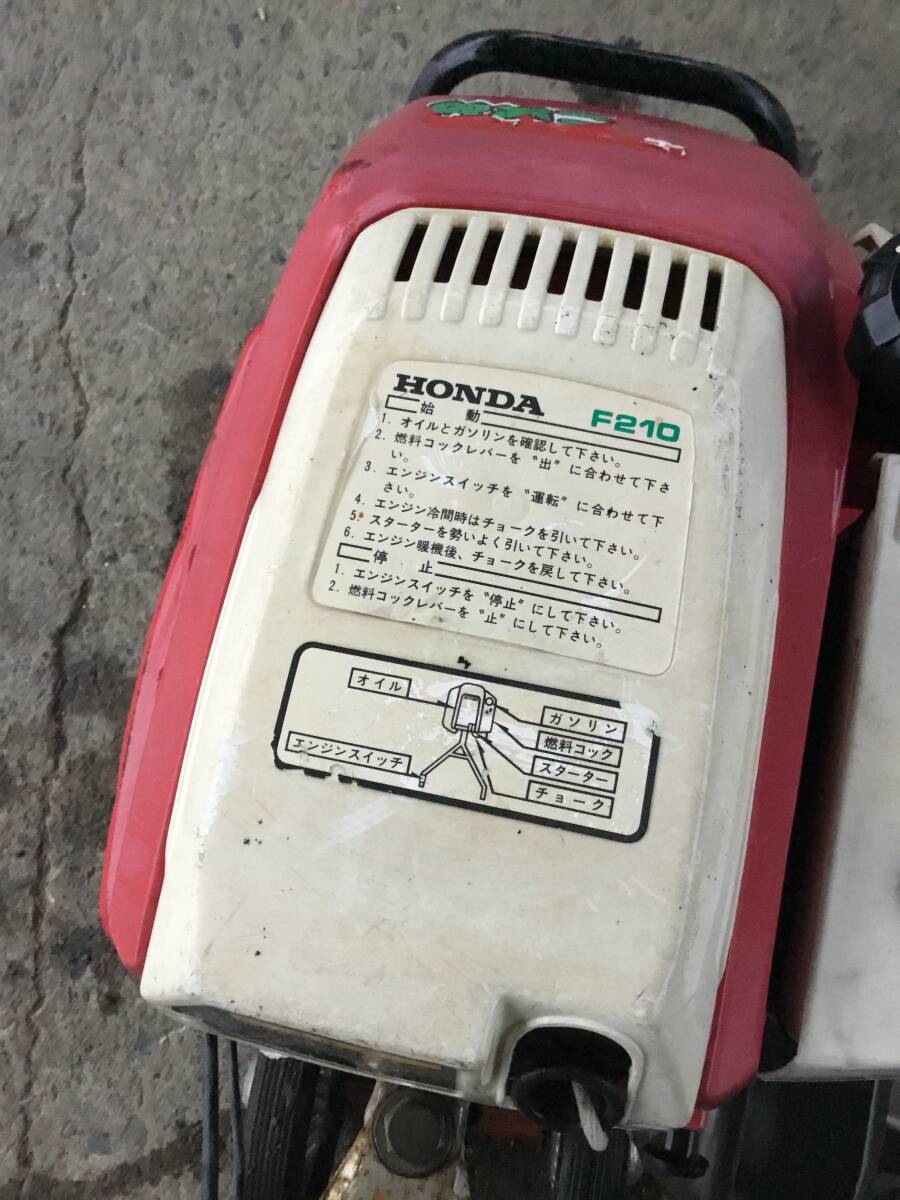 HONDA
F210
始 動
1. オイルとガソリンを確認して下さい。
2. 燃料コックレバーを〝出〞に合わせて下さ
い。
3. エンジンスイッチを〝運転〞に合わせて下
さい。
4. エンジン冷間時はチョークを引いて下さい。
5. スターターを勢いよく引いて下さい。
6. エンジン暖機後、チョークを戻して下さい。
停 止
1. エンジンスイッチを〝停止〞にして下さい。
2. 燃料コックレバーを〝止〞にして下さい。
オイル
ガソリン
燃料コック
エンジンスイッチ
スターター
チョーク